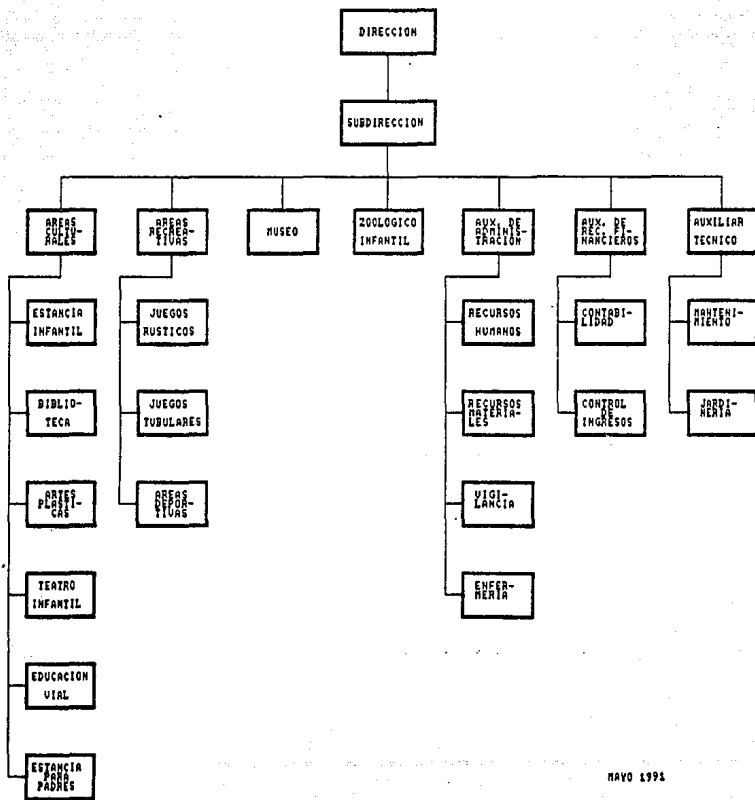 DIRECCION
SUBDIRECCION
AREAS
CULTU-
RALES
AREAS
RECREA-
TIVAS
MUSEO
ZOOLOGICO
INFANTIL
AUX. DE
ADMINIS-
TRACION
AUX. DE
REC. FI-
NANCIEROS
AUXILIAR
TECNICO
ESTANCIA
INFANTIL
BIBLIO-
TECA
ARTES
PLASTI-
CAS
TEATRO
INFANTIL
EDUCACION
VIAL
ESTANCIA
PARA
PADRES
JUEGOS
RUSTICOS
JUEGOS
TUBULARES
AREAS
DEPOR-
TIVAS
RECURSOS
HUMANOS
RECURSOS
MATERIA-
LES
VIGI-
LANCIA
ENFER-
MERIA
CONTABI-
LIDAD
CONTROL
DE
INGRESOS
MANTENI-
MIENTO
JARDI-
NERIA
MAYO 1991